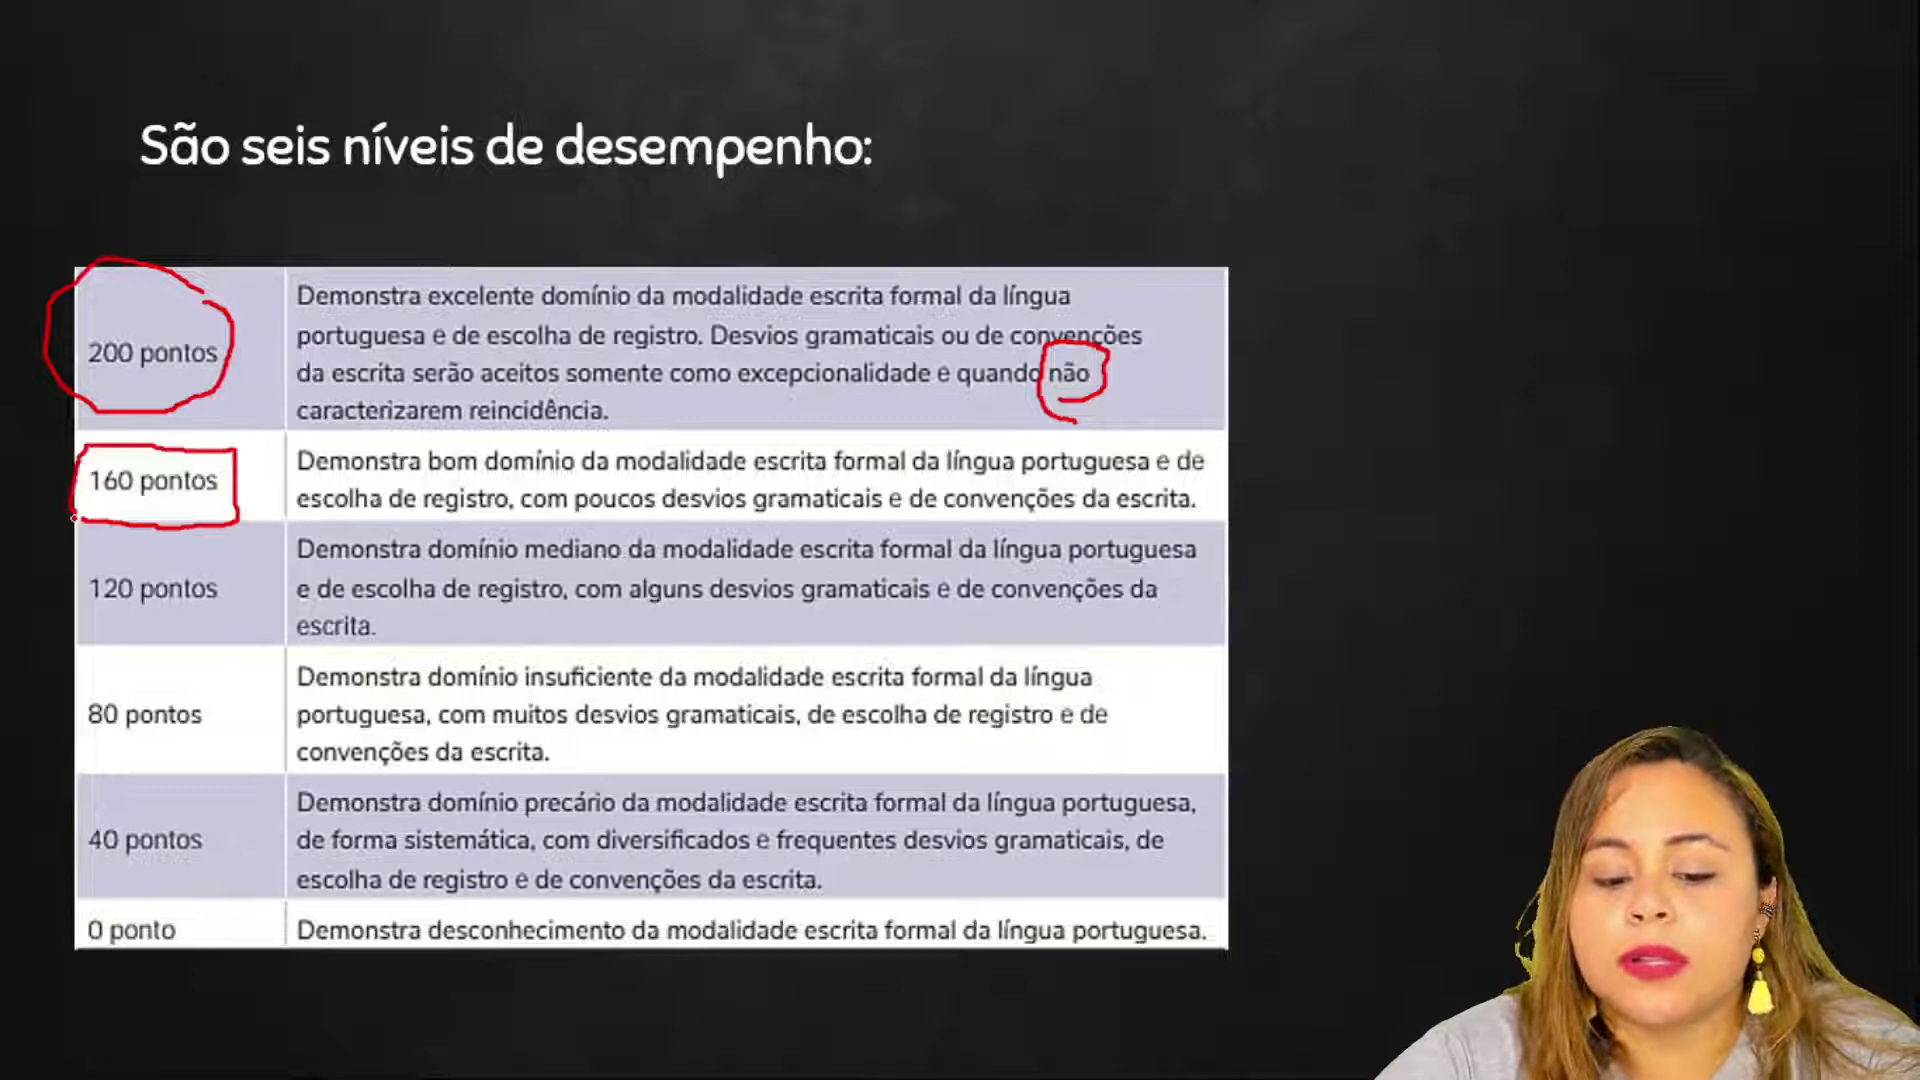 São seis níveis de desempenho:
200 pontos
Demonstra excelente domínio da modalidade escrita formal da língua
portuguesa e de escolha de registro. Desvios gramaticais ou de convenções
da escrita serão aceitos somente como excepcionalidade e quando não
caracterizarem reincidência.
160 pontos
Demonstra bom domínio da modalidade escrita formal da língua portuguesa e de
escolha de registro, com poucos desvios gramaticais e de convenções da escrita.
120 pontos
Demonstra domínio mediano da modalidade escrita formal da língua portuguesa
e de escolha de registro, com alguns desvios gramaticais e de convenções da
escrita.
80 pontos
Demonstra domínio insuficiente da modalidade escrita formal da língua
portuguesa, com muitos desvios gramaticais, de escolha de registro e de
convenções da escrita.
40 pontos
Demonstra domínio precário da modalidade escrita formal da língua portuguesa,
de forma sistemática, com diversificados e frequentes desvios gramaticais, de
escolha de registro e de convenções da escrita.
0 ponto
Demonstra desconhecimento da modalidade escrita formal da língua portuguesa.